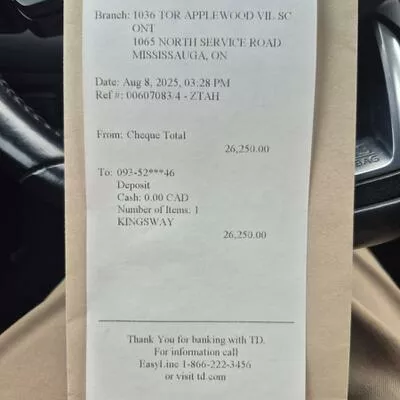 Branch: 1036 TOR APPLEWOOD VIL SC
ONT
1065 NORTH SERVICE ROAD
MISSISSAUGA, ON
Date: Aug 8, 2025, 03:28 PM
Ref #: 00607083/4 - ZTAH
From: Cheque Total
26,250.00
To: 093-52***46
Deposit
Cash: 0.00 CAD
Number of Items: 1
KINGSWAY
26,250.00
Thank You for banking with TD.
For information call
EasyLine 1-866-222-3456
or visit td.com
BAG